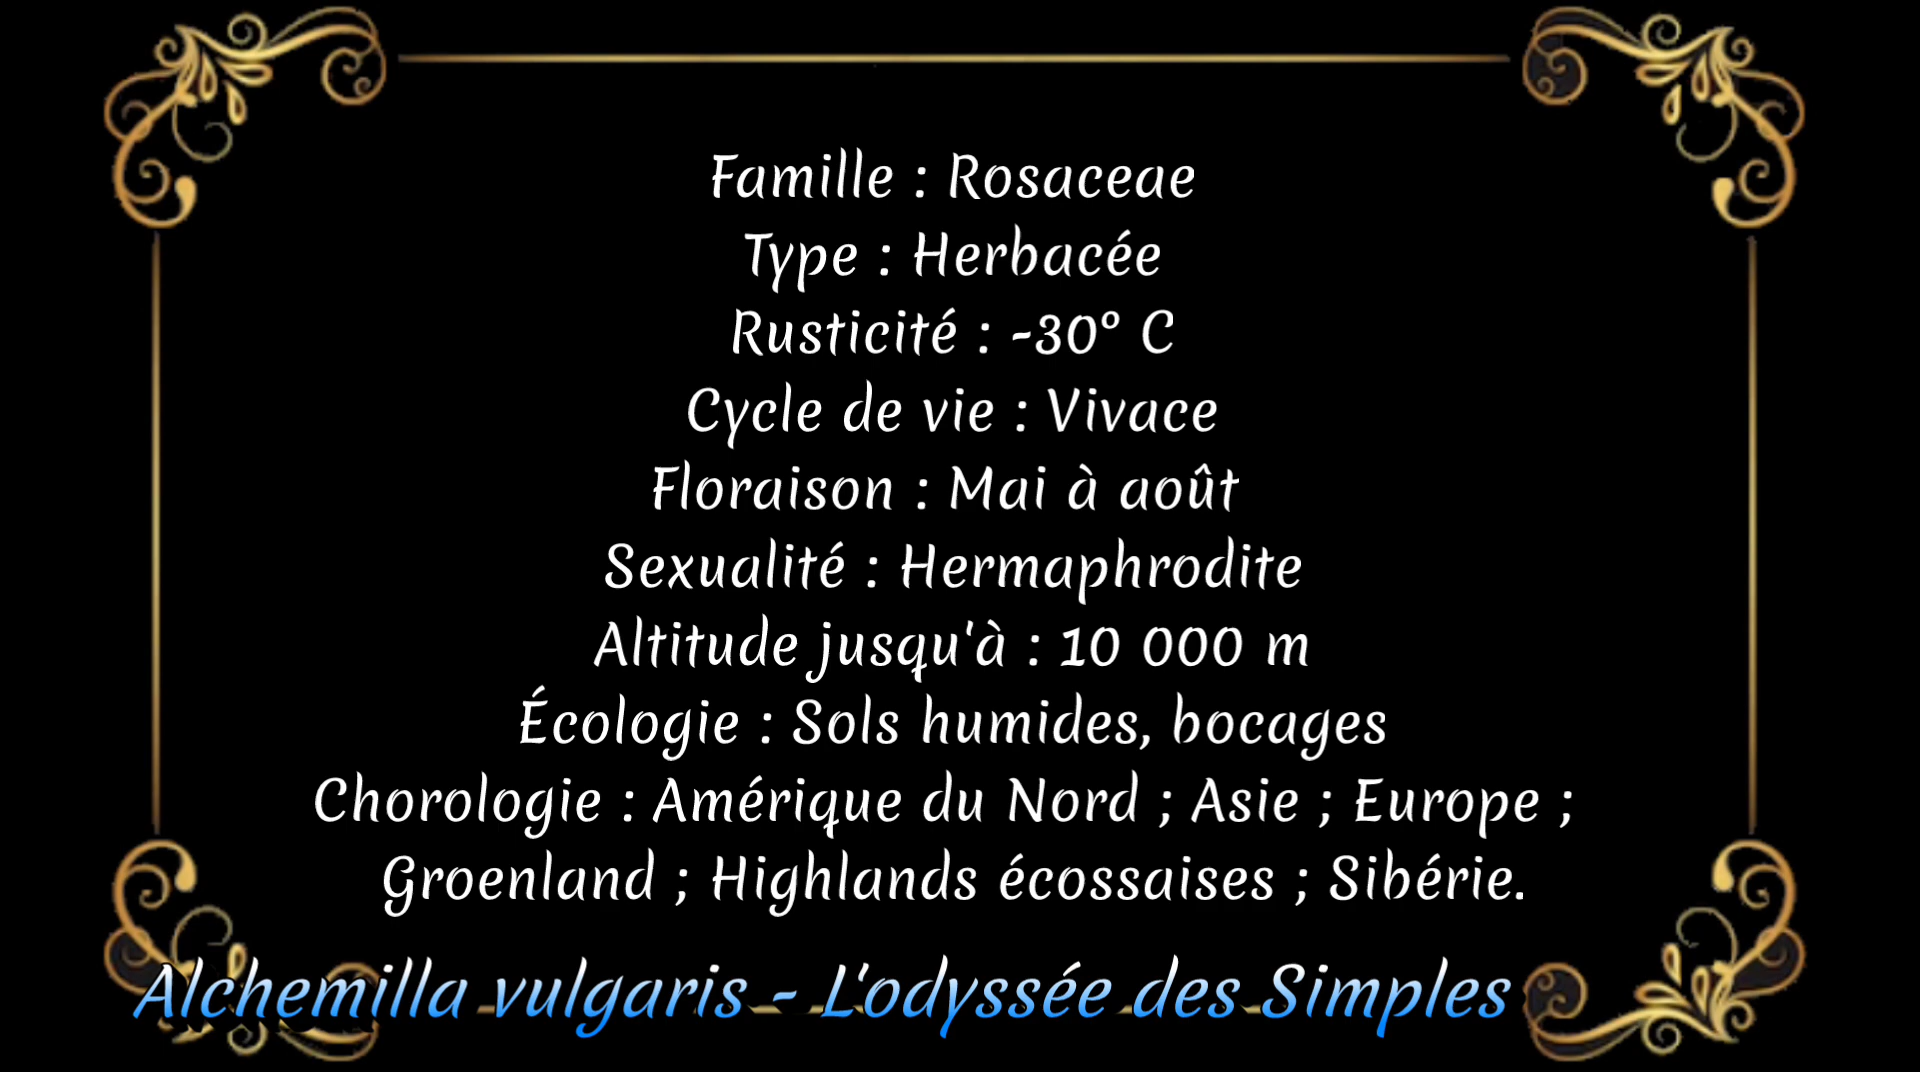 Famille : Rosaceae
Type : Herbacée
Rusticité : -30° C
Cycle de vie : Vivace
Floraison : Mai à août
Sexualité : Hermaphrodite
Altitude jusqu'à : 10 000 m
Écologie : Sols humides, bocages
Chorologie : Amérique du Nord ; Asie ; Europe ;
Groenland ; Highlands écossaises ; Sibérie.
Alchemilla vulgaris - L'odyssée des Simples